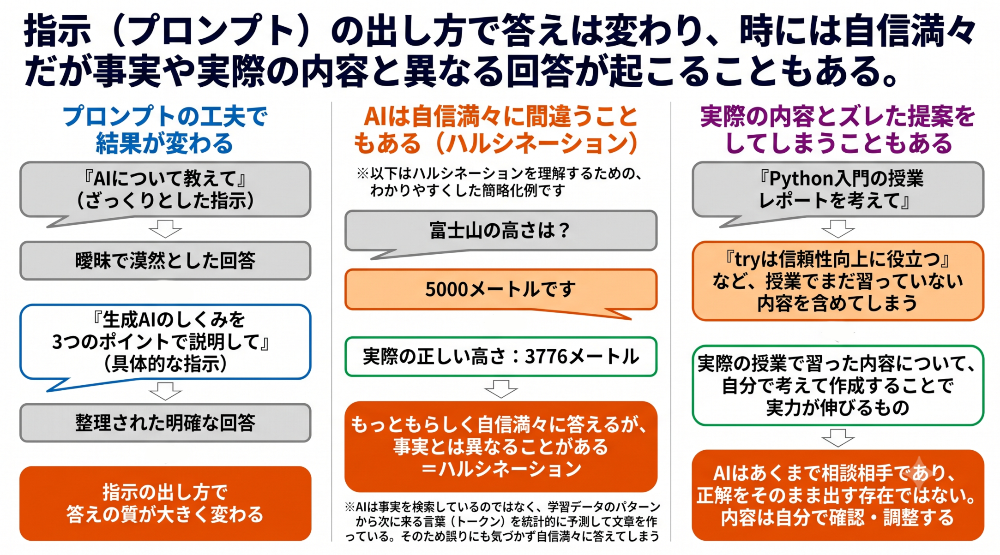 指示（プロンプト）の出し方で答えは変わり、時には自信満々
だが事実や実際の内容と異なる回答が起こることもある。
プロンプトの工夫で
結果が変わる
『AIについて教えて』
（ざっくりとした指示）
曖昧で漠然とした回答
『生成AIのしくみを
3つのポイントで説明して』
（具体的な指示）
整理された明確な回答
指示の出し方で
答えの質が大きく変わる
AIは自信満々に間違うこと
もある（ハルシネーション）
※以下はハルシネーションを理解するための、
わかりやすくした簡略化例です
富士山の高さは？
5000メートルです
実際の正しい高さ：3776メートル
もっともらしく自信満々に答えるが、
事実とは異なることがある
＝ハルシネーション
※AIは事実を検索しているのではなく、学習データのパターン
から次に来る言葉（トークン）を統計的に予測して文章を作
っている。そのため誤りにも気づかず自信満々に答えてしまう
実際の内容とズレた提案を
してしまうこともある
『Python入門の授業
レポートを考えて』
『tryは信頼性向上に役立つ』
など、授業でまだ習っていない
内容を含めてしまう
実際の授業で習った内容について、
自分で考えて作成することで
実力が伸びるもの
AIはあくまで相談相手であり、
正解をそのまま出す存在ではない。
内容は自分で確認・調整する